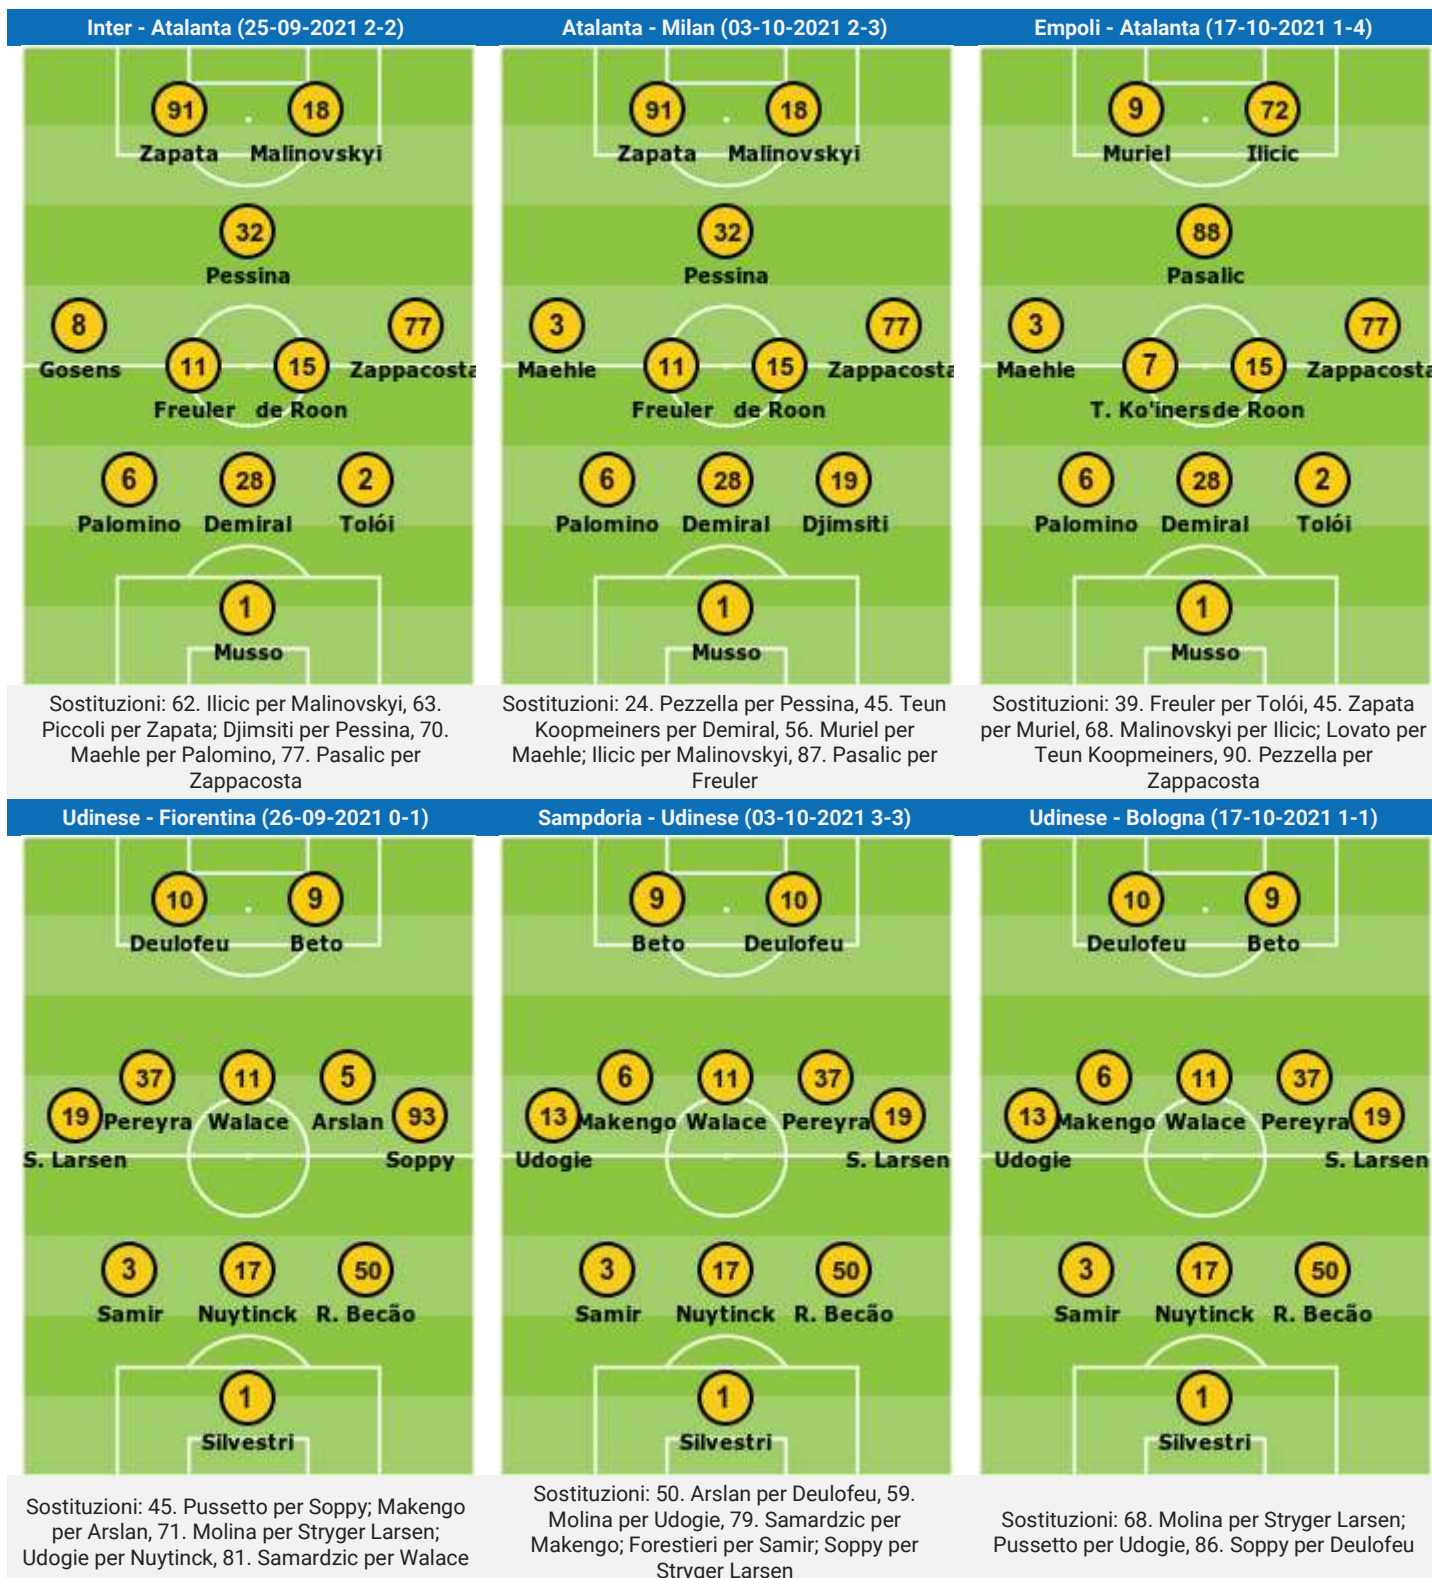 Inter - Atalanta (25-09-2021 2-2)
91 18
Zapata Malinovskyi
32
Pessina
8 77
Gosens 11 15 Zappacosta
Freuler de Roon
6 28 2
Palomino Demiral Tolói
1
Musso
Sostituzioni: 62. Ilicic per Malinovskyi, 63.
Piccoli per Zapata; Djimsiti per Pessina, 70.
Maehle per Palomino, 77. Pasalic per
Zappacosta
Atalanta - Milan (03-10-2021 2-3)
91 18
Zapata Malinovskyi
32
Pessina
3 77
Maehle 11 15 Zappacosta
Freuler de Roon
6 28 19
Palomino Demiral Djimsiti
1
Musso
Sostituzioni: 24. Pezzella per Pessina, 45. Teun
Koopmeiners per Demiral, 56. Muriel per
Maehle; Ilicic per Malinovskyi, 87. Pasalic per
Freuler
Empoli - Atalanta (17-10-2021 1-4)
9 72
Muriel Ilicic
88
Pasalic
3 77
Maehle 7 15 Zappacosta
T. Ko'iners de Roon
6 28 2
Palomino Demiral Tolói
1
Musso
Sostituzioni: 39. Freuler per Tolói, 45. Zapata
per Muriel, 68. Malinovskyi per Ilicic; Lovato per
Teun Koopmeiners, 90. Pezzella per
Zappacosta
Udinese - Fiorentina (26-09-2021 0-1)
10 9
Deulofeu Beto
37 11 5
19 Pereyra Walace Arslan 93
S. Larsen Soppy
3 17 50
Samir Nuytinck R. Becão
1
Silvestri
Sostituzioni: 45. Pussetto per Soppy; Makengo
per Arslan, 71. Molina per Stryger Larsen;
Udogie per Nuytinck, 81. Samardzic per Walace
Sampdoria - Udinese (03-10-2021 3-3)
9 10
Beto Deulofeu
6 11 37
13 Makengo Walace Pereyra 19
Udogie S. Larsen
3 17 50
Samir Nuytinck R. Becão
1
Silvestri
Sostituzioni: 50. Arslan per Deulofeu, 59.
Molina per Udogie, 79. Samardzic per
Makengo; Forestieri per Samir; Soppy per
Stryger Larsen
Udinese - Bologna (17-10-2021 1-1)
10 9
Deulofeu Beto
6 11 37
13 Makengo Walace Pereyra 19
Udogie S. Larsen
3 17 50
Samir Nuytinck R. Becão
1
Silvestri
Sostituzioni: 68. Molina per Stryger Larsen;
Pussetto per Udogie, 86. Soppy per Deulofeu